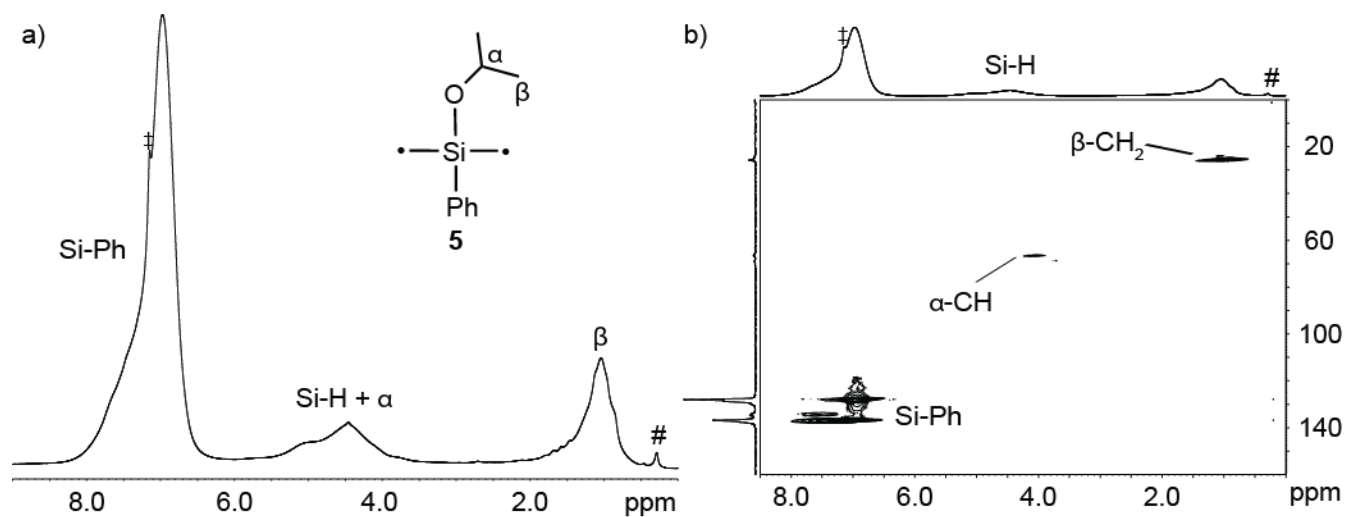 a)
‡
Si-Ph
α
β
O
Si
Ph
5
Si-H + α
β
#
8.0 6.0 4.0 2.0 ppm
b)
‡
Si-H
#
β-CH₂
α-CH
Si-Ph
20
60
100
140
8.0 6.0 4.0 2.0 ppm